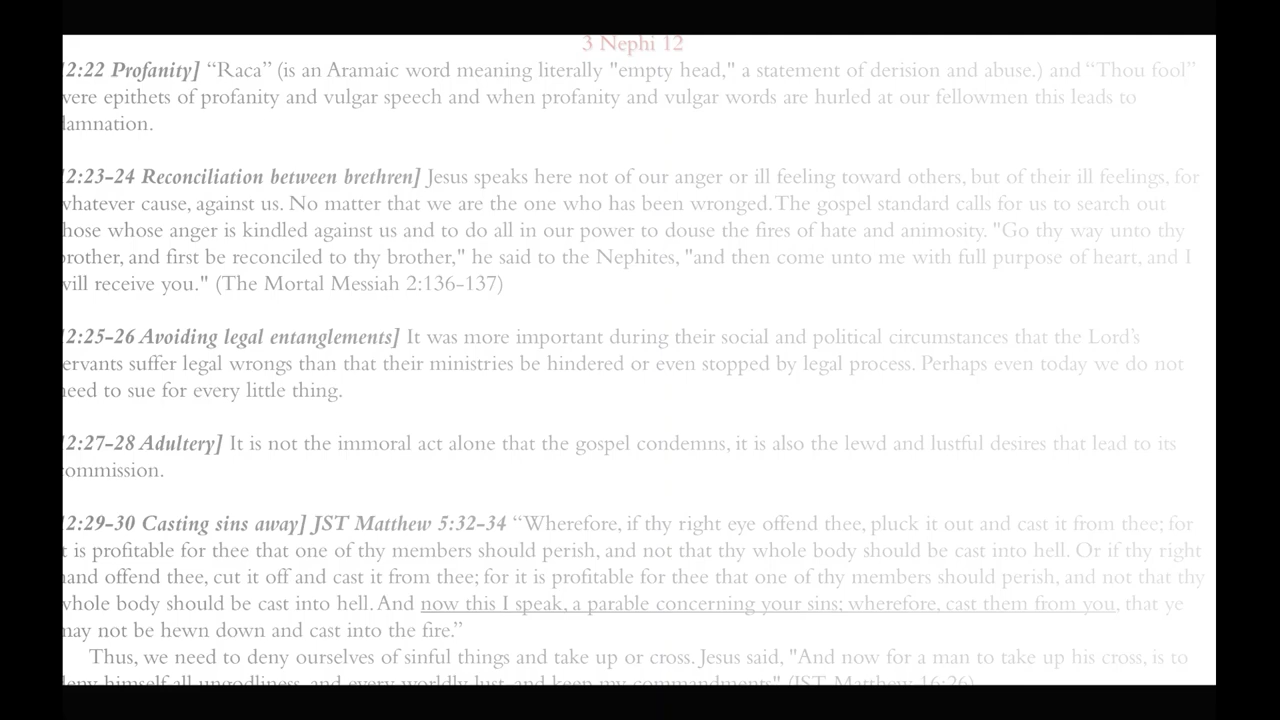 3 Nephi 12
12:22 Profanity] “Raca” (is an Aramaic word meaning literally "empty head," a statement of derision and abuse.) and “Thou fool”
were epithets of profanity and vulgar speech and when profanity and vulgar words are hurled at our fellowmen this leads to
damnation.
12:23-24 Reconciliation between brethren] Jesus speaks here not of our anger or ill feeling toward others, but of their ill feelings, for
whatever cause, against us. No matter that we are the one who has been wronged. The gospel standard calls for us to search out
those whose anger is kindled against us and to do all in our power to douse the fires of hate and animosity. "Go thy way unto thy
brother, and first be reconciled to thy brother," he said to the Nephites, "and then come unto me with full purpose of heart, and I
will receive you." (The Mortal Messiah 2:136-137)
12:25-26 Avoiding legal entanglements] It was more important during their social and political circumstances that the Lord’s
servants suffer legal wrongs than that their ministries be hindered or even stopped by legal process. Perhaps even today we do not
need to sue for every little thing.
12:27-28 Adultery] It is not the immoral act alone that the gospel condemns, it is also the lewd and lustful desires that lead to its
commission.
12:29-30 Casting sins away] JST Matthew 5:32-34 “Wherefore, if thy right eye offend thee, pluck it out and cast it from thee; for
it is profitable for thee that one of thy members should perish, and not that thy whole body should be cast into hell. Or if thy right
hand offend thee, cut it off and cast it from thee; for it is profitable for thee that one of thy members should perish, and not that thy
whole body should be cast into hell. And now this I speak, a parable concerning your sins; wherefore, cast them from you, that ye
may not be hewn down and cast into the fire.”
Thus, we need to deny ourselves of sinful things and take up or cross. Jesus said, "And now for a man to take up his cross, is to
deny himself all ungodliness, and every worldly lust, and keep my commandments" (JST Matthew 16:26)